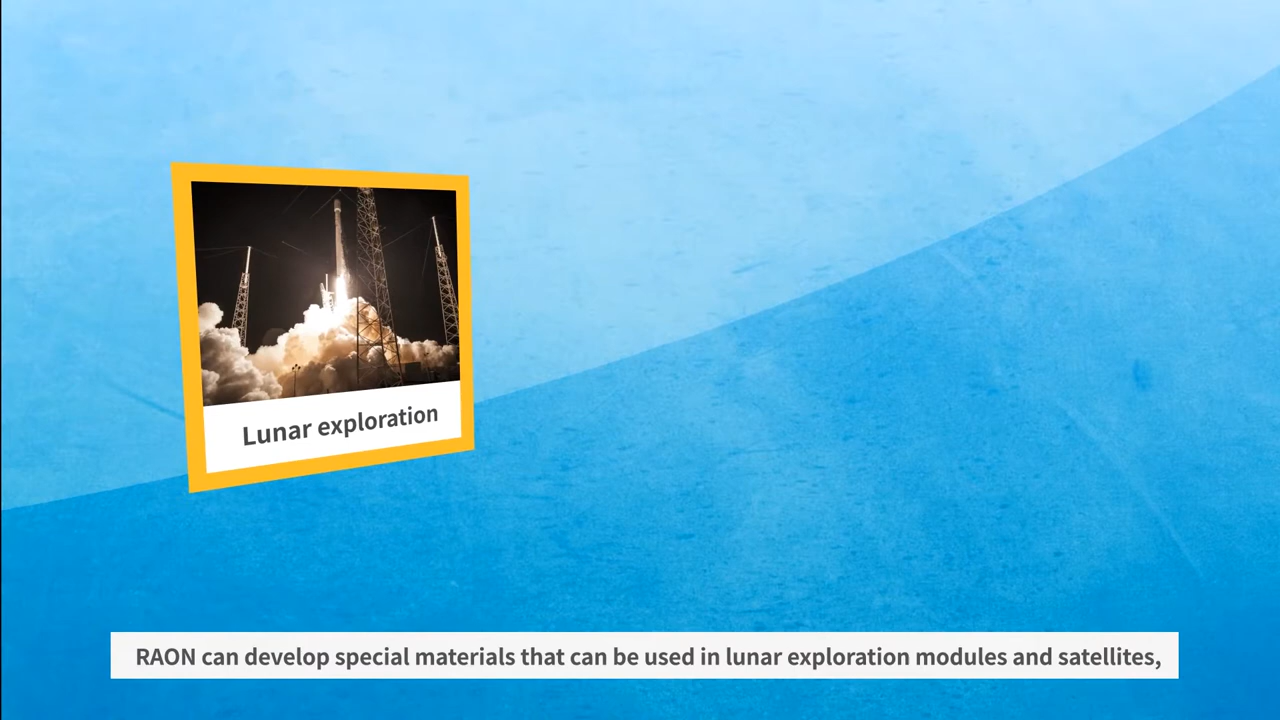 Lunar exploration
RAON can develop special materials that can be used in lunar exploration modules and satellites,